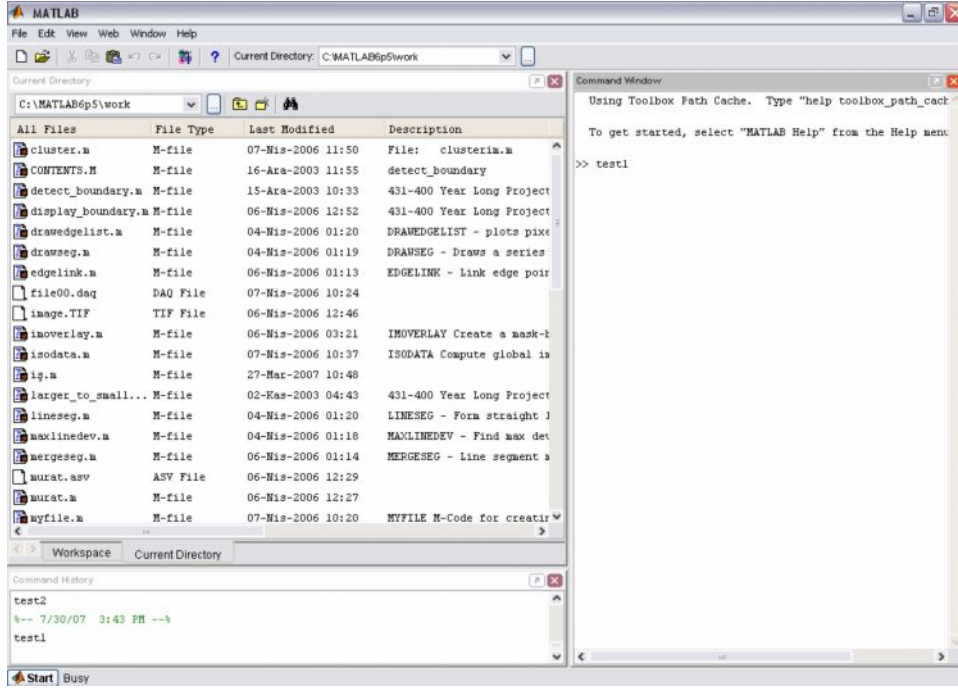 MATLAB
File Edit View Web Window Help
Current Directory: C:\MATLAB6p5\work
Current Directory
C:\MATLAB6p5\work
All Files File Type Last Modified Description
cluster.m M-file 07-Nis-2006 11:50 File: clusterim.m
CONTENTS.M M-file 16-Ara-2003 11:55 detect_boundary
detect_boundary.m M-file 15-Ara-2003 10:33 431-400 Year Long Project
display_boundary.m M-file 06-Nis-2006 12:52 431-400 Year Long Project
drawedgelist.m M-file 04-Nis-2006 01:20 DRAWEDGELIST - plots pixe
drawseg.m M-file 04-Nis-2006 01:19 DRAWSEG - Draws a series
edgelink.m M-file 06-Nis-2006 01:13 EDGELINK - Link edge poin
file00.daq DAQ File 07-Nis-2006 10:24
image.TIF TIF File 06-Nis-2006 12:46
imoverlay.m M-file 06-Nis-2006 03:21 IMOVERLAY Create a mask-b
isodata.m M-file 07-Nis-2006 10:37 ISODATA Compute global im
iş.m M-file 27-Mar-2007 10:48
larger_to_small... M-file 02-Kas-2003 04:43 431-400 Year Long Project
lineseg.m M-file 04-Nis-2006 01:20 LINESEG - Form straight l
maxlinedev.m M-file 04-Nis-2006 01:18 MAXLINEDEV - Find max dev
mergeseg.m M-file 06-Nis-2006 01:14 MERGESEG - Line segment m
murat.asv ASV File 06-Nis-2006 12:29
murat.m M-file 06-Nis-2006 12:27
myfile.m M-file 07-Nis-2006 10:20 MYFILE M-Code for creatin
Workspace Current Directory
Command History
test2
%-- 7/30/07 3:43 PM --%
test1
Command Window
Using Toolbox Path Cache. Type "help toolbox_path_cach
To get started, select "MATLAB Help" from the Help menu
>> test1
Start Busy